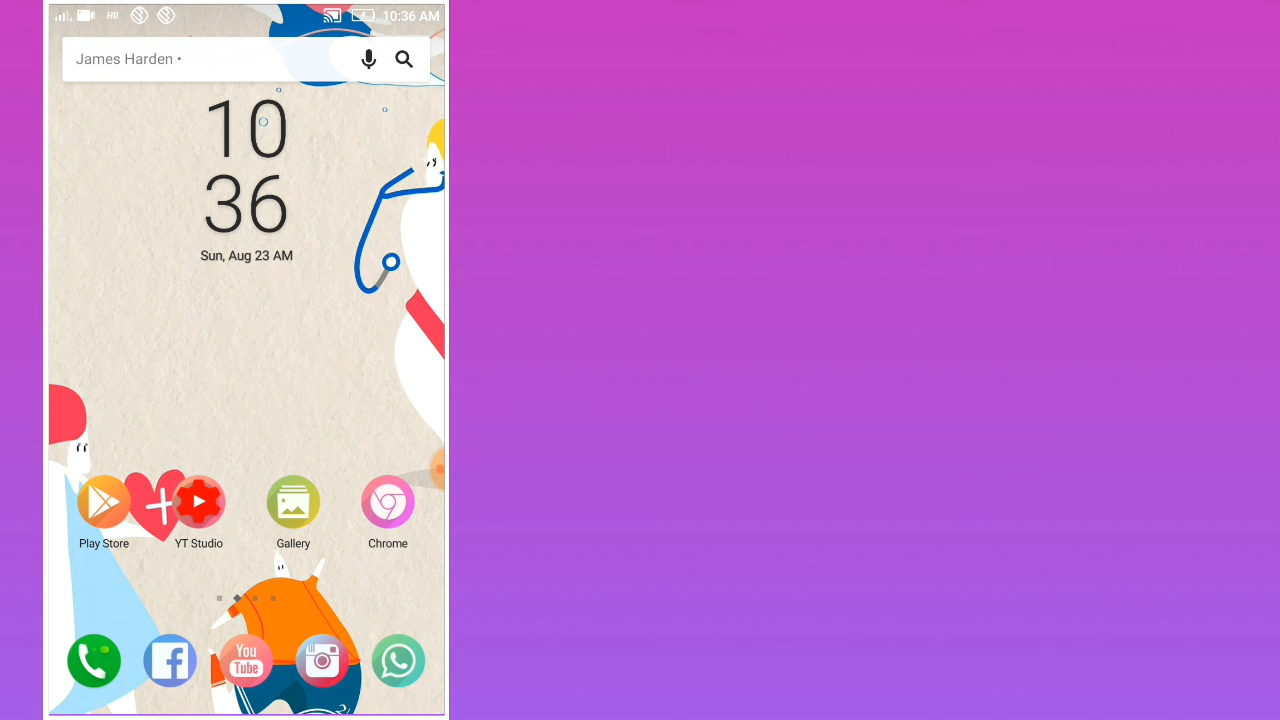 HD
10:36 AM
James Harden •
10
36
Sun, Aug 23 AM
Play Store
YT Studio
Gallery
Chrome
You
Tube